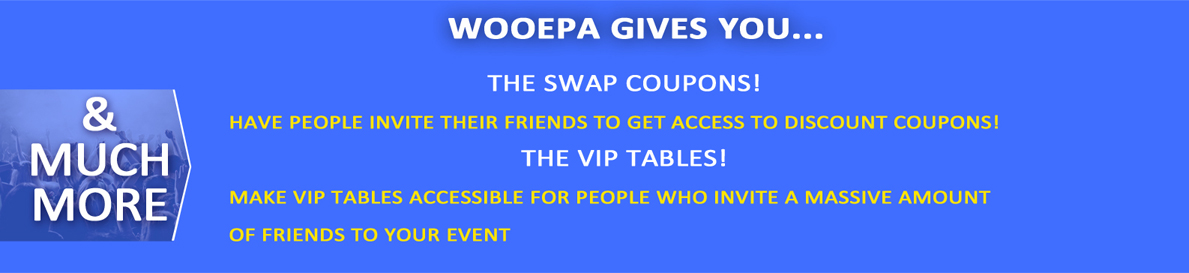 WOOEPA GIVES YOU...
THE SWAP COUPONS!
HAVE PEOPLE INVITE THEIR FRIENDS TO GET ACCESS TO DISCOUNT COUPONS!
THE VIP TABLES!
MAKE VIP TABLES ACCESSIBLE FOR PEOPLE WHO INVITE A MASSIVE AMOUNT
OF FRIENDS TO YOUR EVENT
&
MUCH
MORE